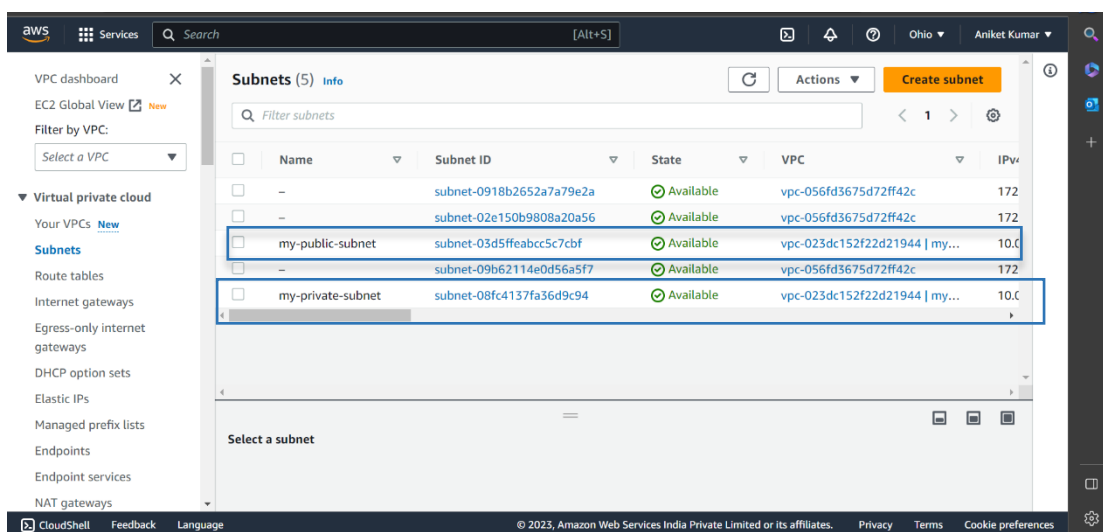 aws Services Search [Alt+S] Ohio Aniket Kumar
VPC dashboard
EC2 Global View New
Filter by VPC:
Select a VPC
Virtual private cloud
Your VPCs New
Subnets
Route tables
Internet gateways
Egress-only internet
gateways
DHCP option sets
Elastic IPs
Managed prefix lists
Endpoints
Endpoint services
NAT gateways
Subnets (5) Info Actions Create subnet
Filter subnets 1
Name Subnet ID State VPC IPv4
– subnet-0918b2652a7a79e2a Available vpc-056fd3675d72ff42c 172
– subnet-02e150b9808a20a56 Available vpc-056fd3675d72ff42c 172
my-public-subnet subnet-03d5ffeabcc5c7cbf Available vpc-023dc152f22d21944 | my... 10.0
– subnet-09b62114e0d56a5f7 Available vpc-056fd3675d72ff42c 172
my-private-subnet subnet-08fc4137fa36d9c94 Available vpc-023dc152f22d21944 | my... 10.0
Select a subnet
CloudShell Feedback Language © 2023, Amazon Web Services India Private Limited or its affiliates. Privacy Terms Cookie preferences